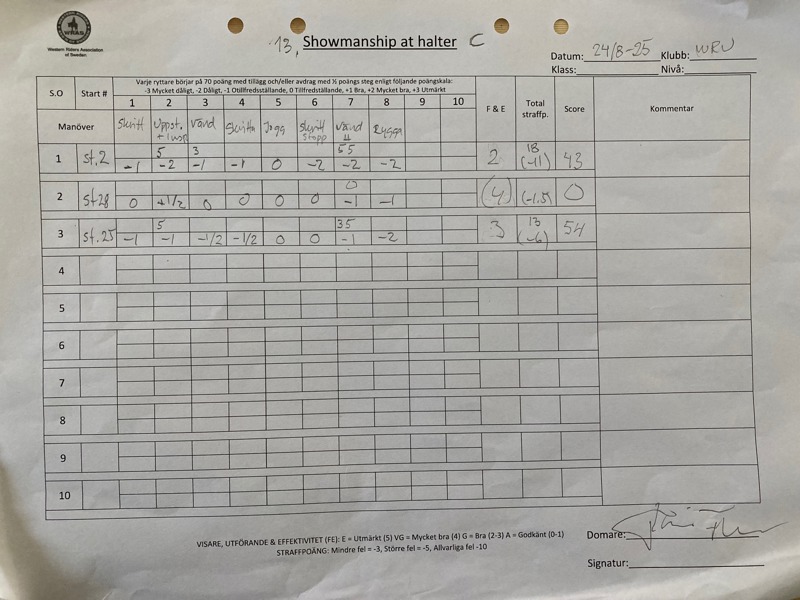 WRAS
Western Riders Association
of Sweden
13, Showmanship at halter C
Datum: 24/8-25 Klubb: WRU
Klass: Nivå:
S.O Start # Varje ryttare börjar på 70 poäng med tillägg och/eller avdrag med ½ poängs steg enligt följande poängskala:
-3 Mycket dåligt, -2 Dåligt, -1 Otillfredsställande, 0 Tillfredställande, +1 Bra, +2 Mycket bra, +3 Utmärkt
1 2 3 4 5 6 7 8 9 10 F & E Total straffp. Score Kommentar
Manöver Skritt Uppst. + Insp Vänd Skritta Jogg Skritt Stopp Vänd II Rygga
5 3 55 18
1 St.2 -1 -2 -1 -1 0 -2 -2 -2 2 (-11) 43
0
2 St28 0 +1/2 0 0 0 0 -1 -1 (4) (-1.5) 0
5 35 13
3 St.25 -1 -1 -1/2 -1/2 0 0 -1 -2 3 (-6) 54
4
5
6
7
8
9
10
VISARE, UTFÖRANDE & EFFEKTIVITET (FE): E = Utmärkt (5) VG = Mycket bra (4) G = Bra (2-3) A = Godkänt (0-1)
STRAFFPOÄNG: Mindre fel = -3, Större fel = -5, Allvarliga fel -10
Domare:
Signatur: